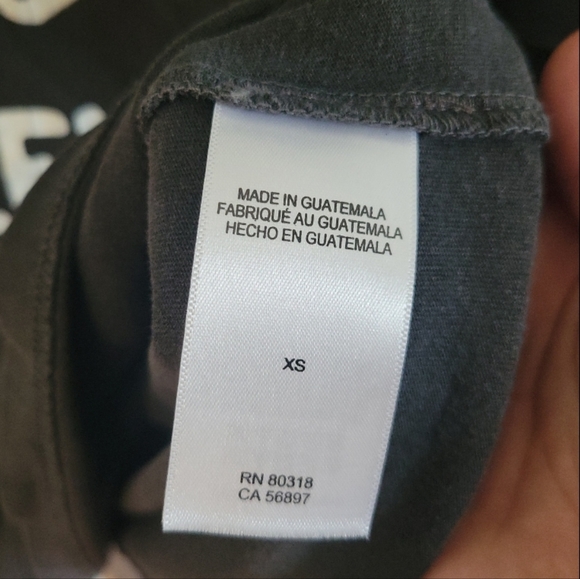 MADE IN GUATEMALA
FABRIQUÉ AU GUATEMALA
HECHO EN GUATEMALA
XS
RN 80318
CA 56897